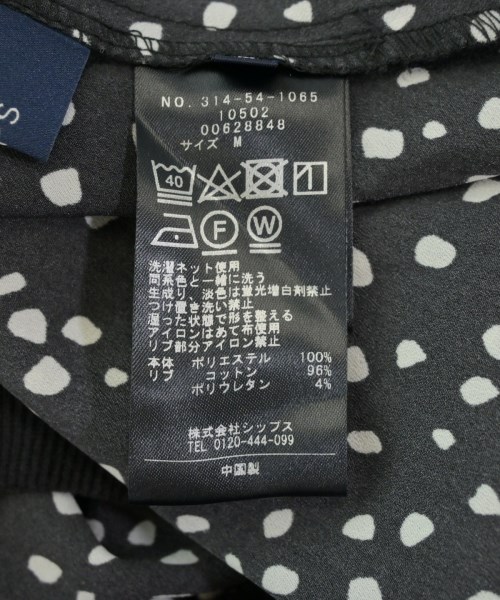 NO. 314-54-1065
10502
00628848
サイズ M
40
F W
洗濯ネット使用
同系色と一緒に洗う
生成り、淡色は蛍光増白剤禁止
つけ置き洗い禁止
湿った状態で形を整える
アイロンはあて布使用
リブ部分アイロン禁止
本体 ポリエステル 100%
リブ コットン 96%
ポリウレタン 4%
株式会社シップス
TEL 0120-444-099
中国製